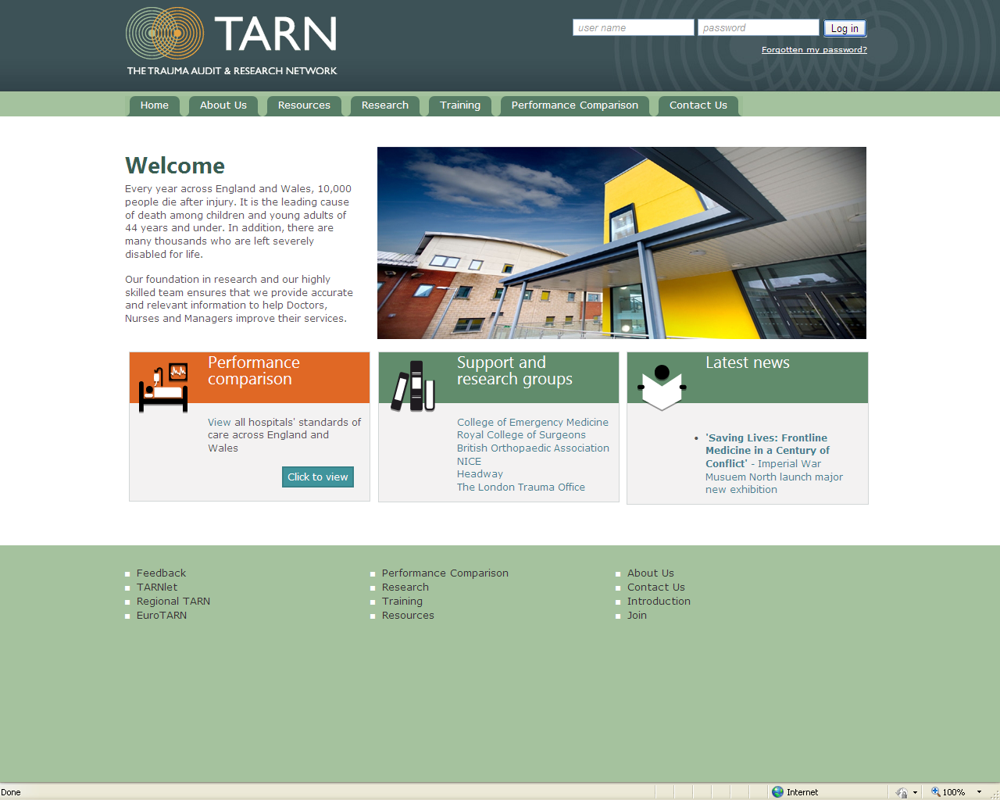 TARN
THE TRAUMA AUDIT & RESEARCH NETWORK
user name
password
Log in
Forgotten my password?
Home
About Us
Resources
Research
Training
Performance Comparison
Contact Us
Welcome
Every year across England and Wales, 10,000
people die after injury. It is the leading cause
of death among children and young adults of
44 years and under. In addition, there are
many thousands who are left severely
disabled for life.
Our foundation in research and our highly
skilled team ensures that we provide accurate
and relevant information to help Doctors,
Nurses and Managers improve their services.
Performance
comparison
View all hospitals' standards of
care across England and
Wales
Click to view
Support and
research groups
College of Emergency Medicine
Royal College of Surgeons
British Orthopaedic Association
NICE
Headway
The London Trauma Office
Latest news
'Saving Lives: Frontline
Medicine in a Century of
Conflict' - Imperial War
Musuem North launch major
new exhibition
Feedback
TARNlet
Regional TARN
EuroTARN
Performance Comparison
Research
Training
Resources
About Us
Contact Us
Introduction
Join
Done
Internet
100%